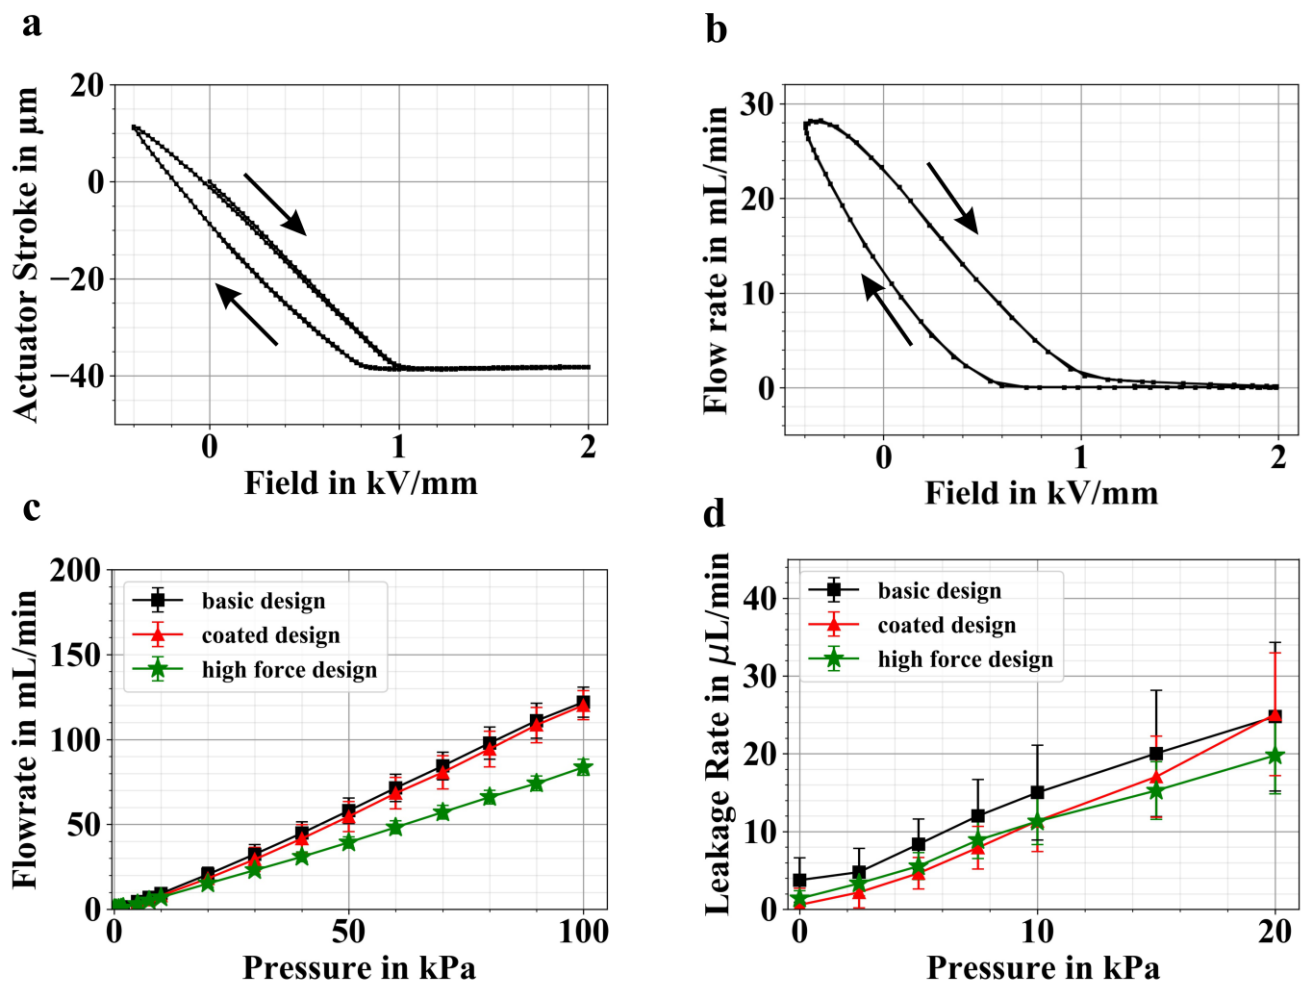 a
20
0
−20
−40
Actuator Stroke in μm
0
1
2
Field in kV/mm
b
30
20
10
0
Flow rate in mL/min
0
1
2
Field in kV/mm
c
200
150
100
50
0
Flowrate in mL/min
basic design
coated design
high force design
0
50
100
Pressure in kPa
d
40
30
20
10
0
Leakage Rate in μL/min
basic design
coated design
high force design
0
10
20
Pressure in kPa